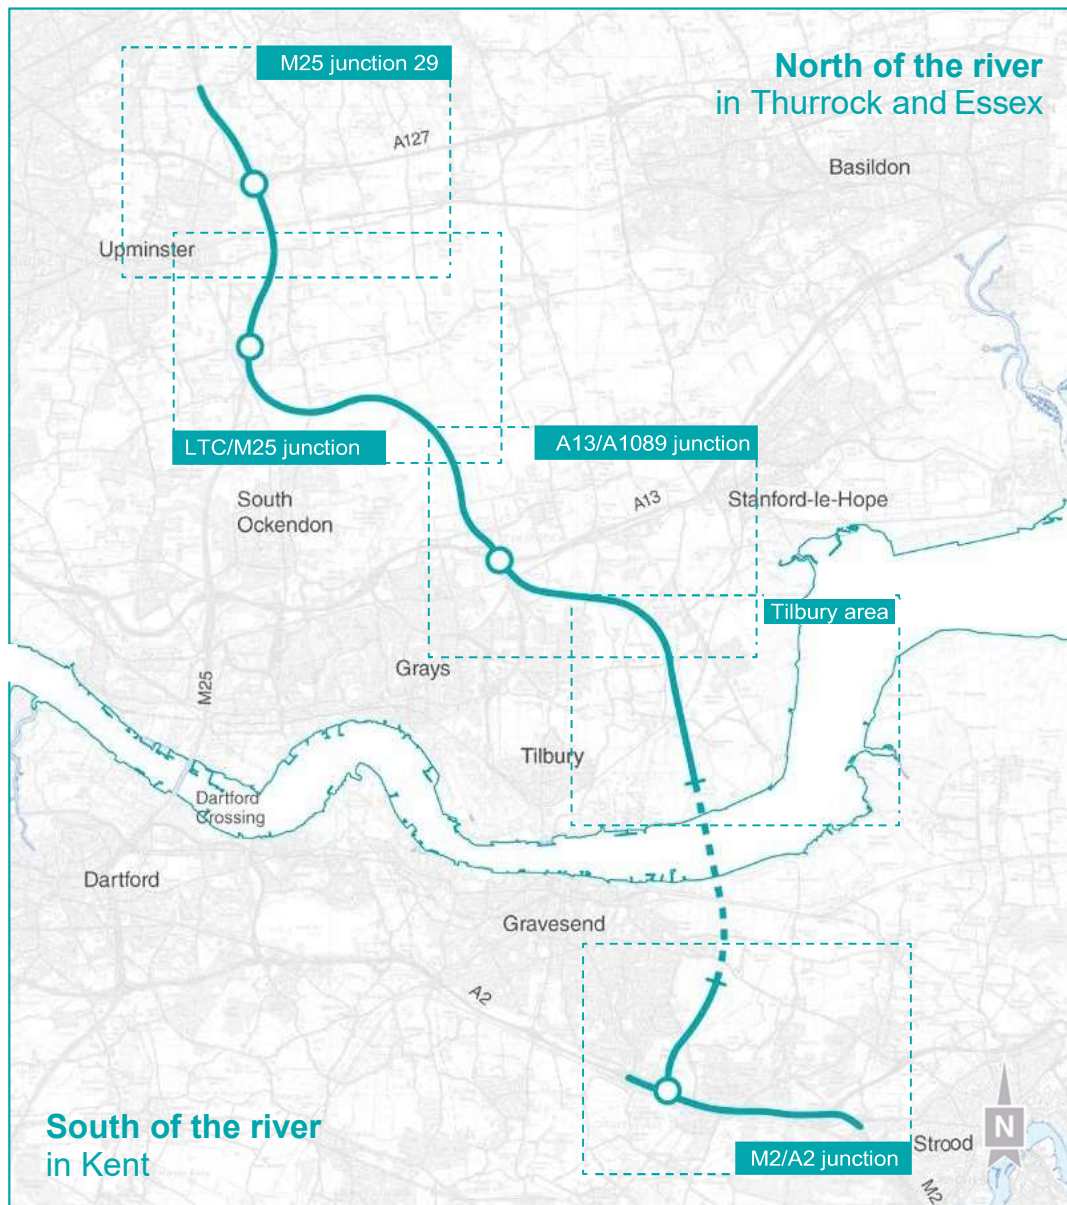 M25 junction 29
North of the river
in Thurrock and Essex
A127
Basildon
Upminster
LTC/M25 junction
A13/A1089 junction
South
Ockendon
A13
Stanford-le-Hope
Tilbury area
Grays
M25
Tilbury
Dartford
Crossing
Dartford
Gravesend
A2
South of the river
in Kent
N
Strood
M2/A2 junction
M2